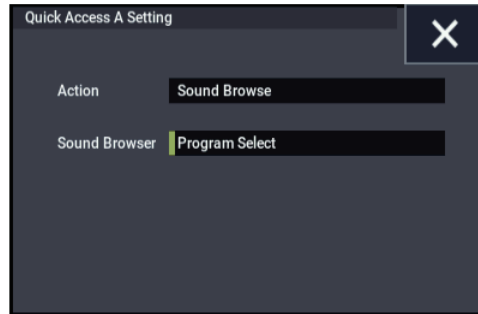 Quick Access A Setting
Action Sound Browse
Sound Browser Program Select